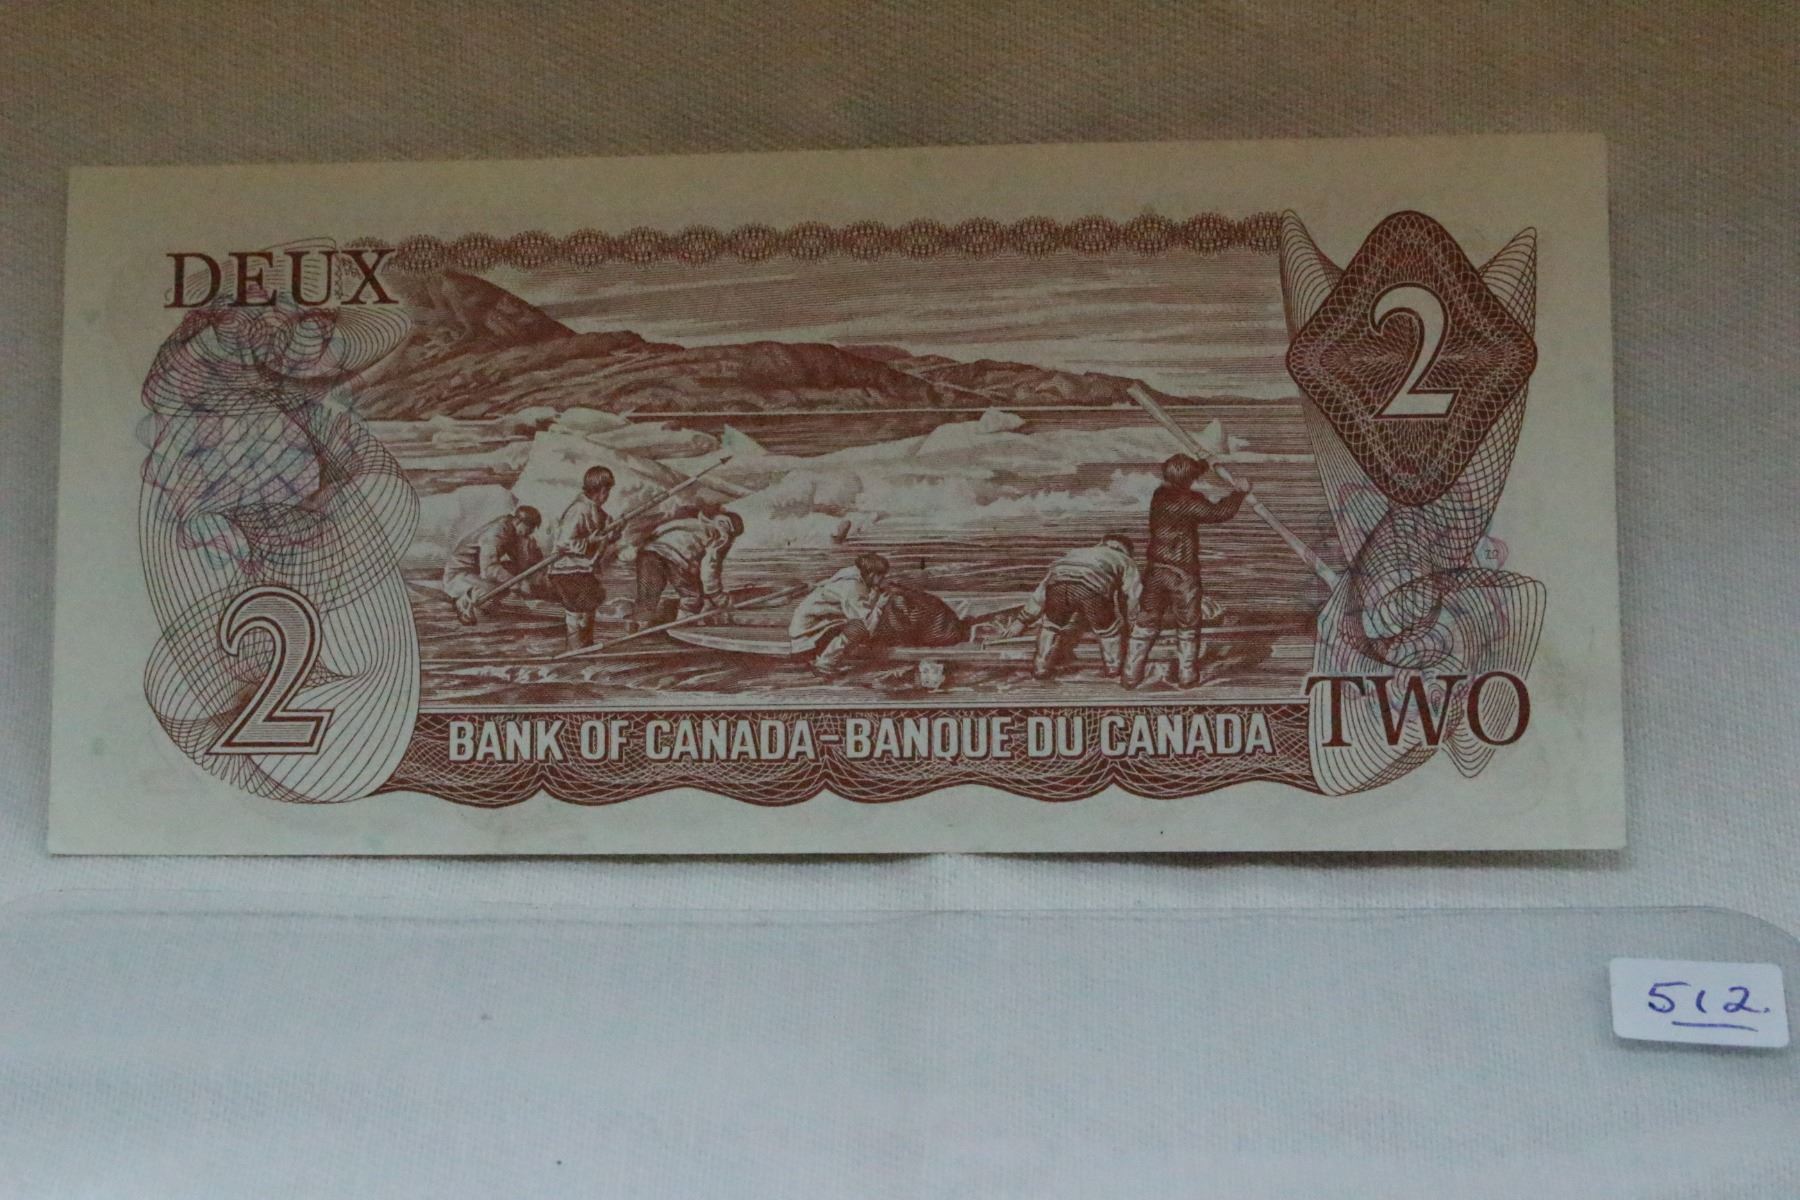 DEUX
2
2
BANK OF CANADA-BANQUE DU CANADA
TWO
512.